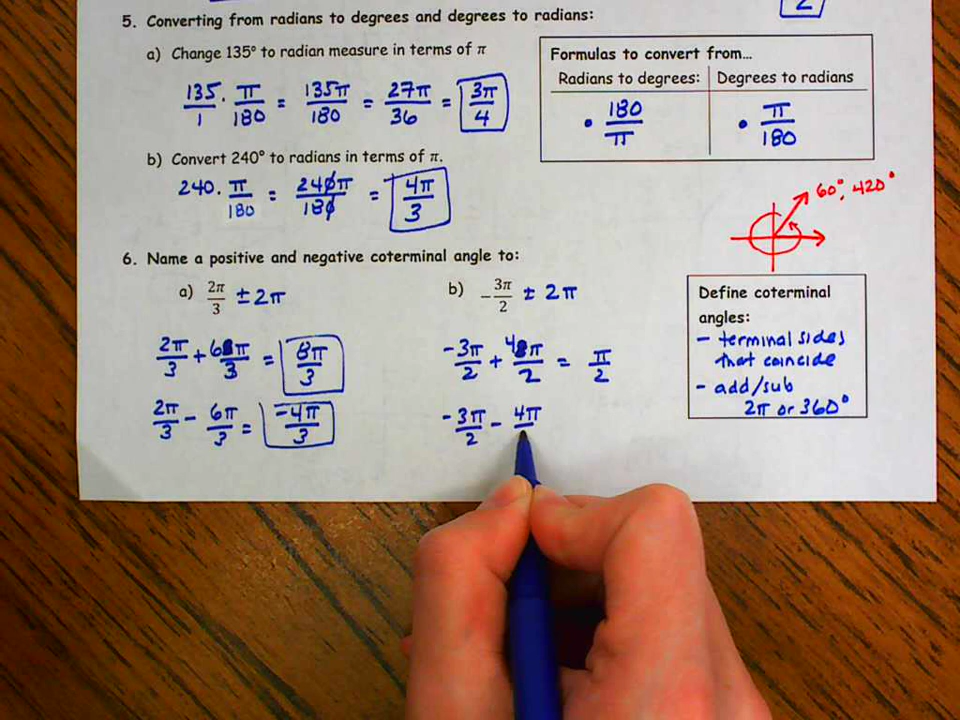 2
5. Converting from radians to degrees and degrees to radians:
a) Change 135° to radian measure in terms of π
135/1 · π/180 = 135π/180 = 27π/36 = 3π/4
Formulas to convert from...
Radians to degrees: Degrees to radians
• 180/π • π/180
b) Convert 240° to radians in terms of π.
240 · π/180 = 240π/180 = 4π/3
60°, 420°
6. Name a positive and negative coterminal angle to:
a) 2π/3 ± 2π b) -3π/2 ± 2π
2π/3 + 6π/3 = 8π/3 -3π/2 + 4π/2 = π/2
2π/3 - 6π/3 = -4π/3 -3π/2 - 4π
Define coterminal
angles:
- terminal sides
that coincide
- add/sub
2π or 360°